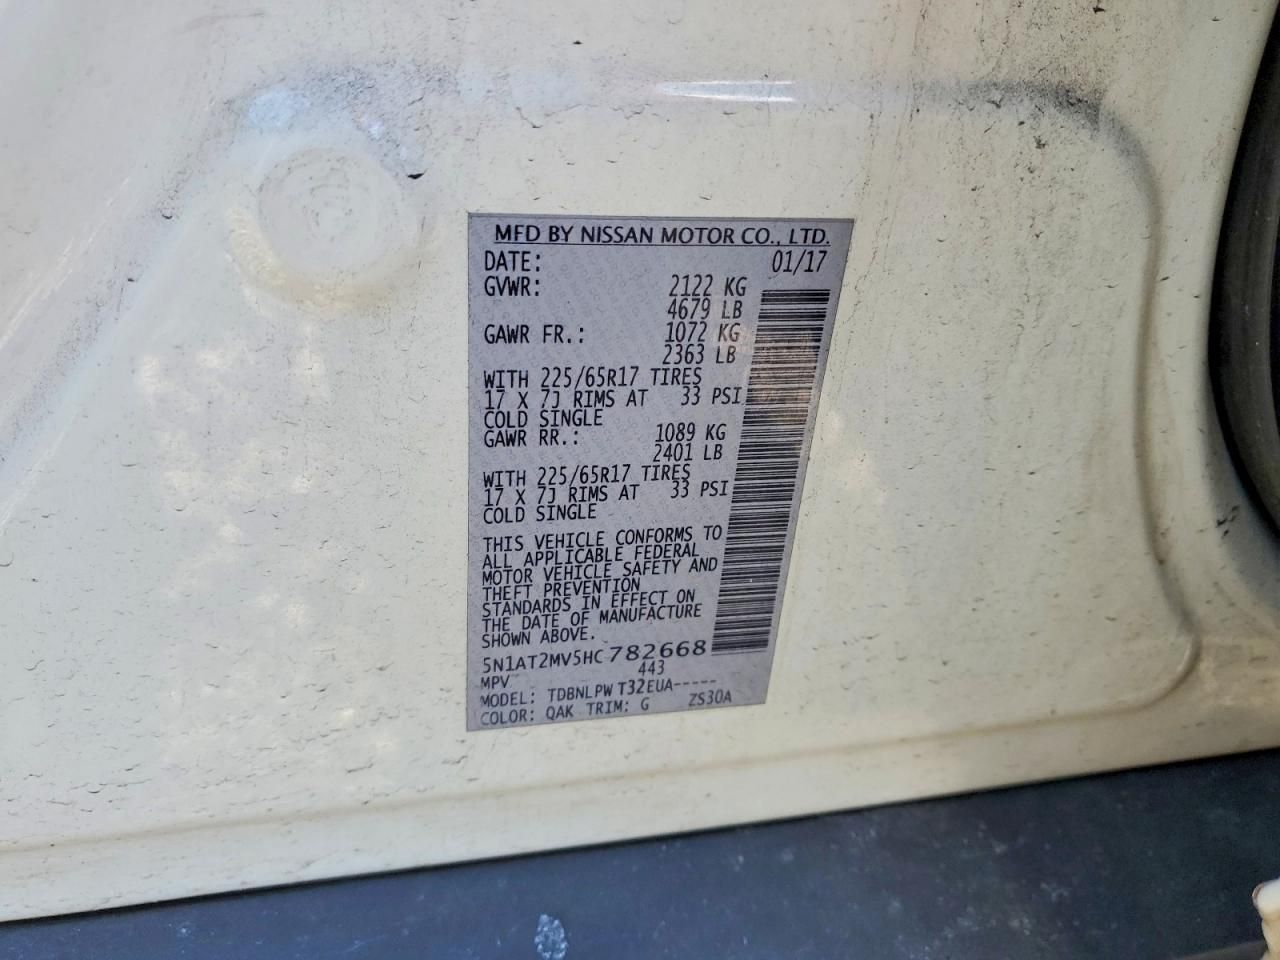 MFD BY NISSAN MOTOR CO., LTD.
DATE: 01/17
GVWR: 2122 KG
4679 LB
GAWR FR.: 1072 KG
2363 LB
WITH 225/65R17 TIRES
17 X 7J RIMS AT 33 PSI
COLD SINGLE
GAWR RR.: 1089 KG
2401 LB
WITH 225/65R17 TIRES
17 X 7J RIMS AT 33 PSI
COLD SINGLE
THIS VEHICLE CONFORMS TO
ALL APPLICABLE FEDERAL
MOTOR VEHICLE SAFETY AND
THEFT PREVENTION
STANDARDS IN EFFECT ON
THE DATE OF MANUFACTURE
SHOWN ABOVE.
5N1AT2MV5HC782668
MPV 443
MODEL: TDBNLPW T32EUA-----
COLOR: QAK TRIM: G ZS30A